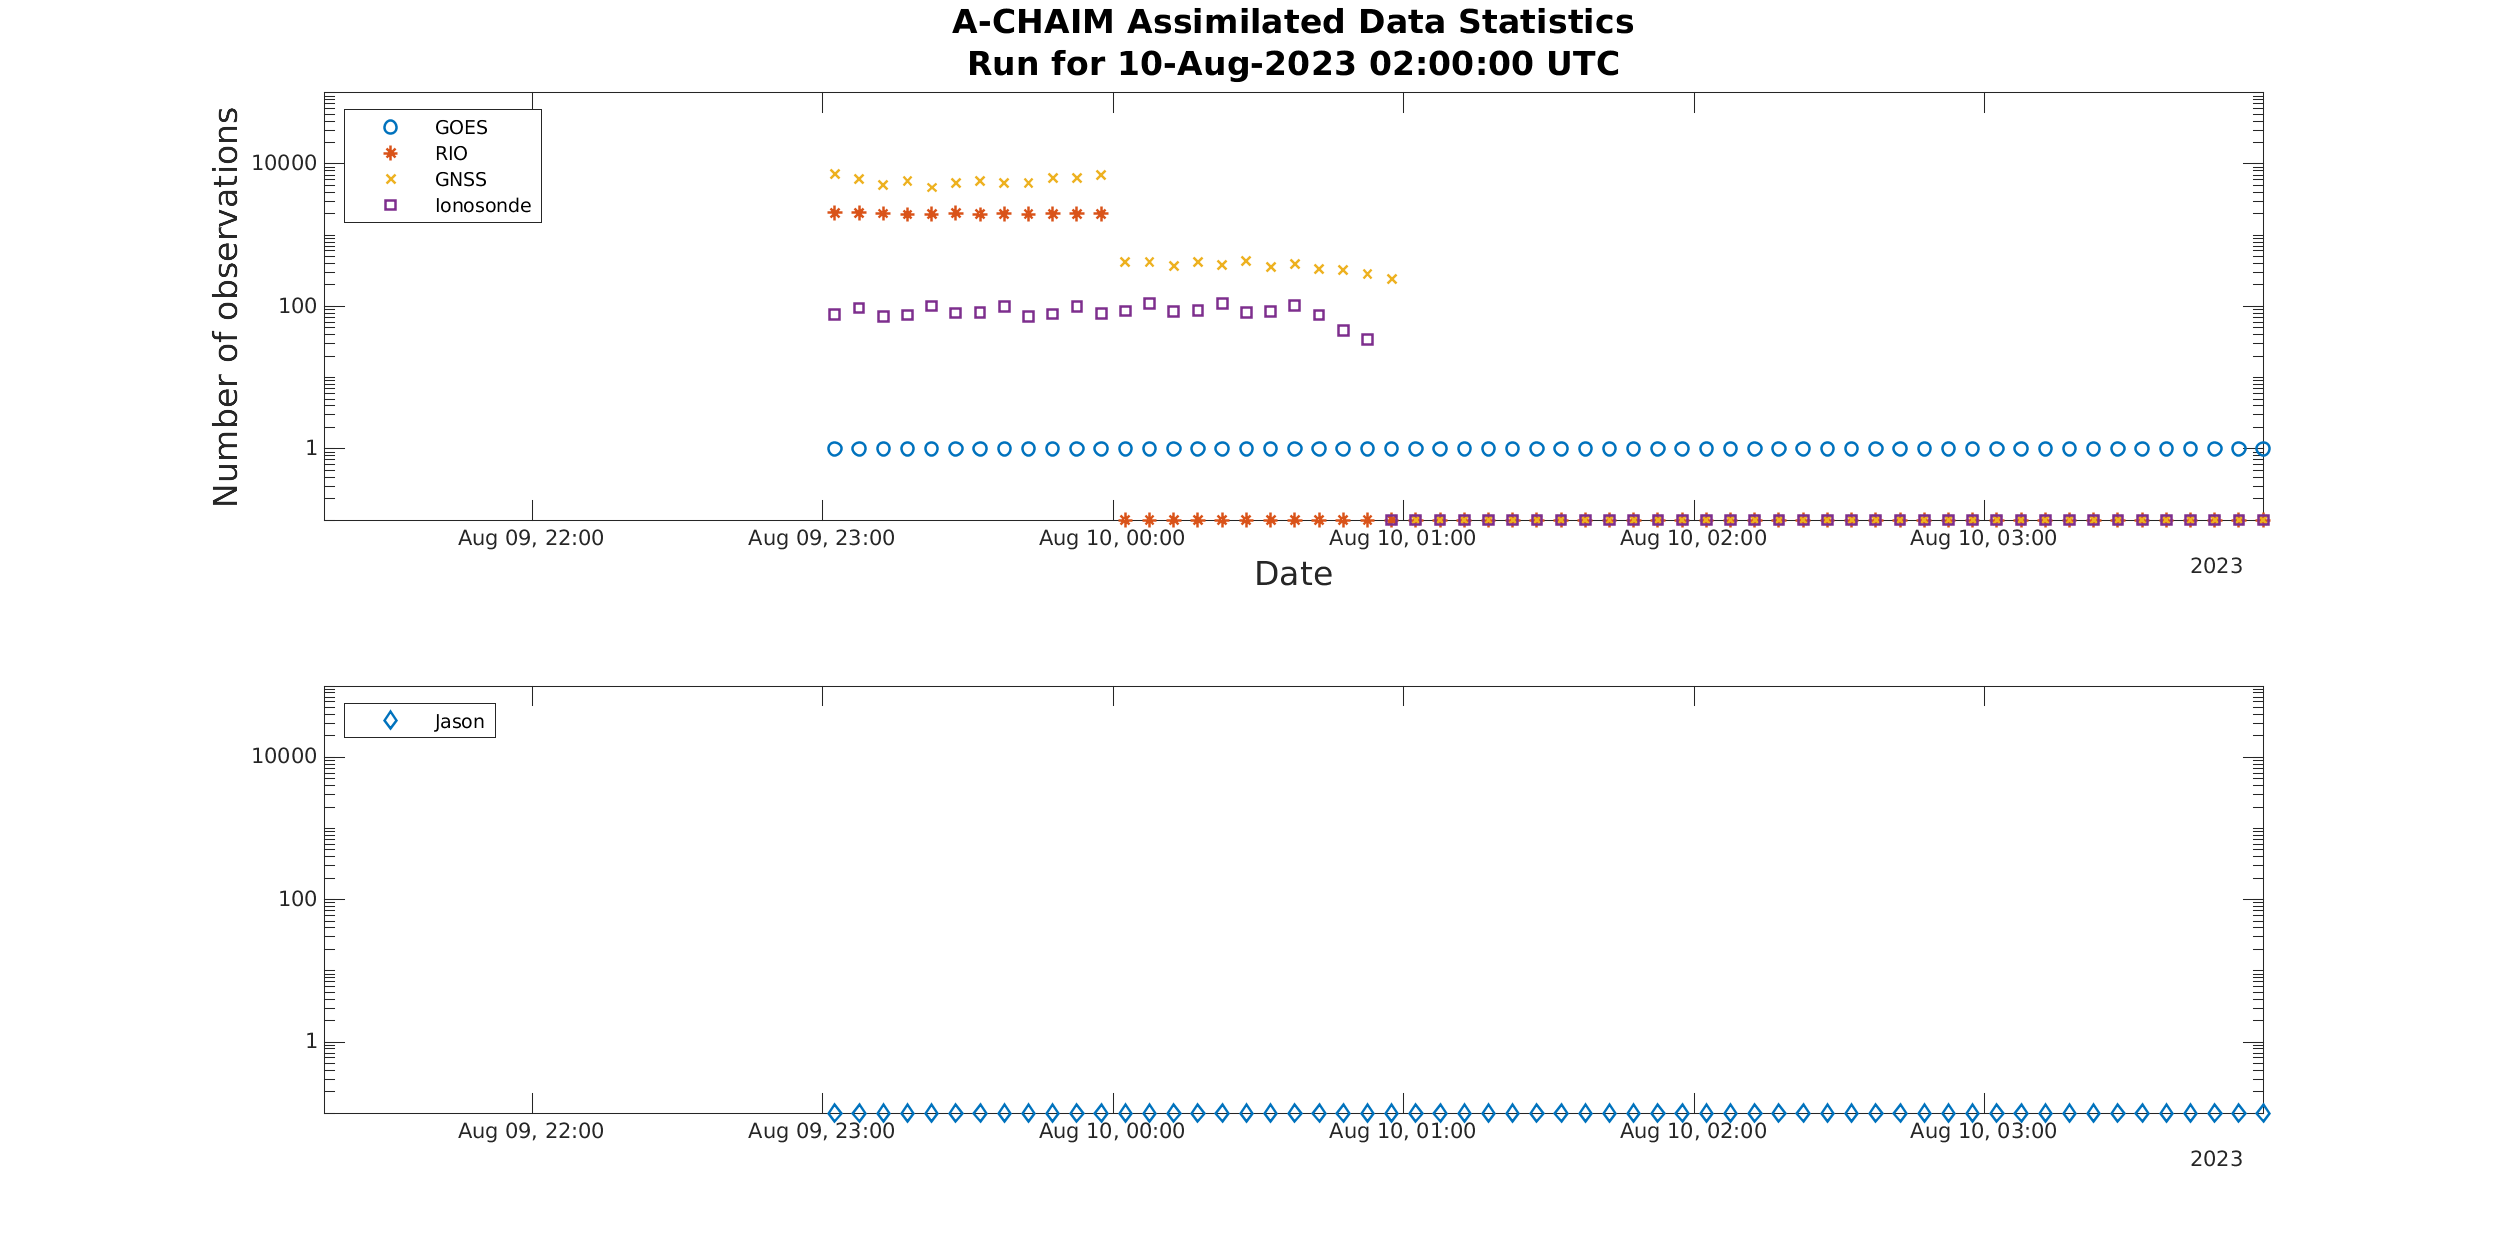 A-CHAIM Assimilated Data Statistics
Run for 10-Aug-2023 02:00:00 UTC
Number of observations
10000
100
1
GOES
RIO
GNSS
Ionosonde
Aug 09, 22:00 Aug 09, 23:00 Aug 10, 00:00 Aug 10, 01:00 Aug 10, 02:00 Aug 10, 03:00
2023
Date
10000
100
1
Jason
Aug 09, 22:00 Aug 09, 23:00 Aug 10, 00:00 Aug 10, 01:00 Aug 10, 02:00 Aug 10, 03:00
2023